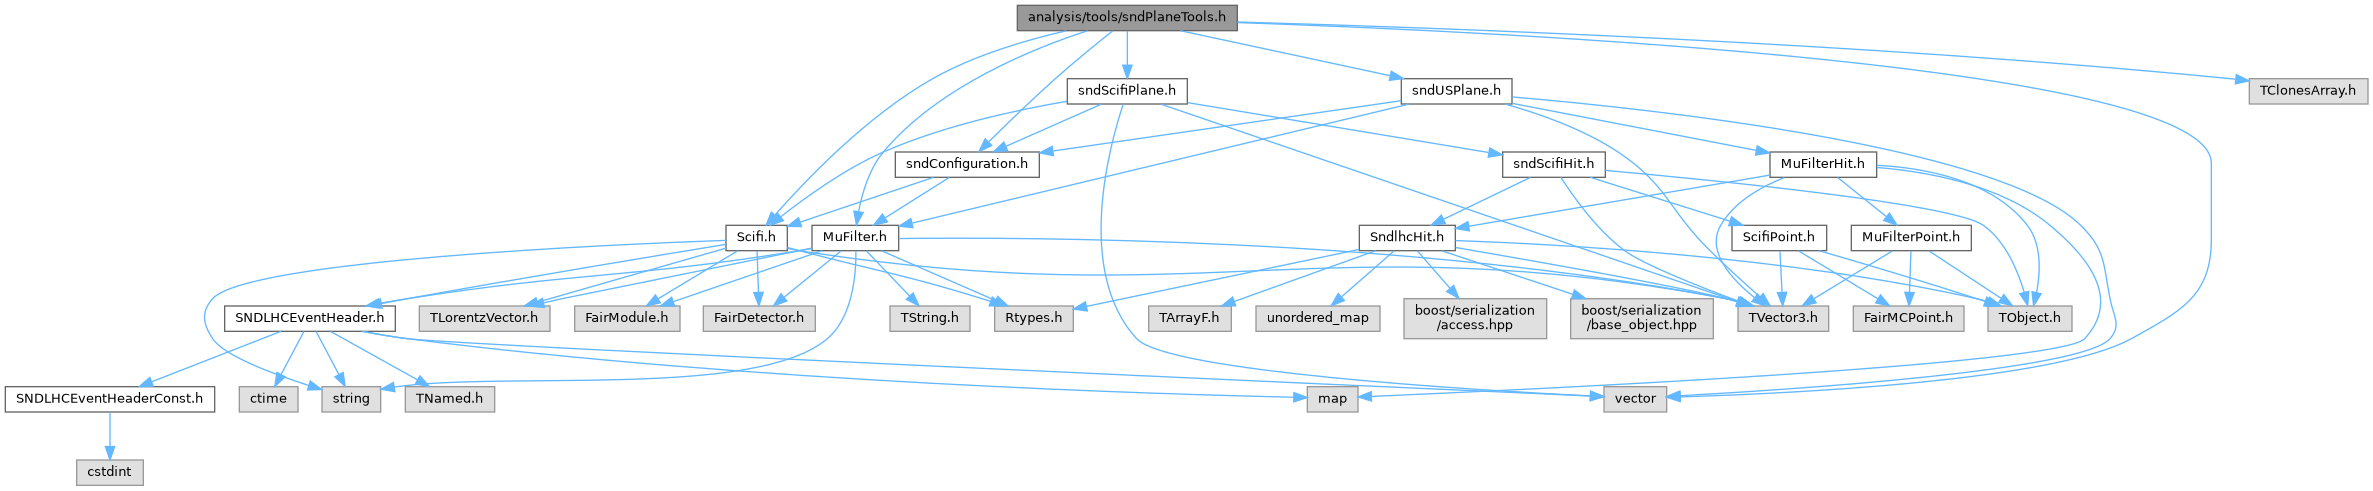 analysis/tools/sndPlaneTools.h
sndScifiPlane.h
sndUSPlane.h
TClonesArray.h
sndConfiguration.h
sndScifiHit.h
MuFilterHit.h
Scifi.h
MuFilter.h
SndlhcHit.h
ScifiPoint.h
MuFilterPoint.h
SNDLHCEventHeader.h
TLorentzVector.h
FairModule.h
FairDetector.h
TString.h
Rtypes.h
TArrayF.h
unordered_map
boost/serialization
/access.hpp
boost/serialization
/base_object.hpp
TVector3.h
FairMCPoint.h
TObject.h
SNDLHCEventHeaderConst.h
ctime
string
TNamed.h
map
vector
cstdint